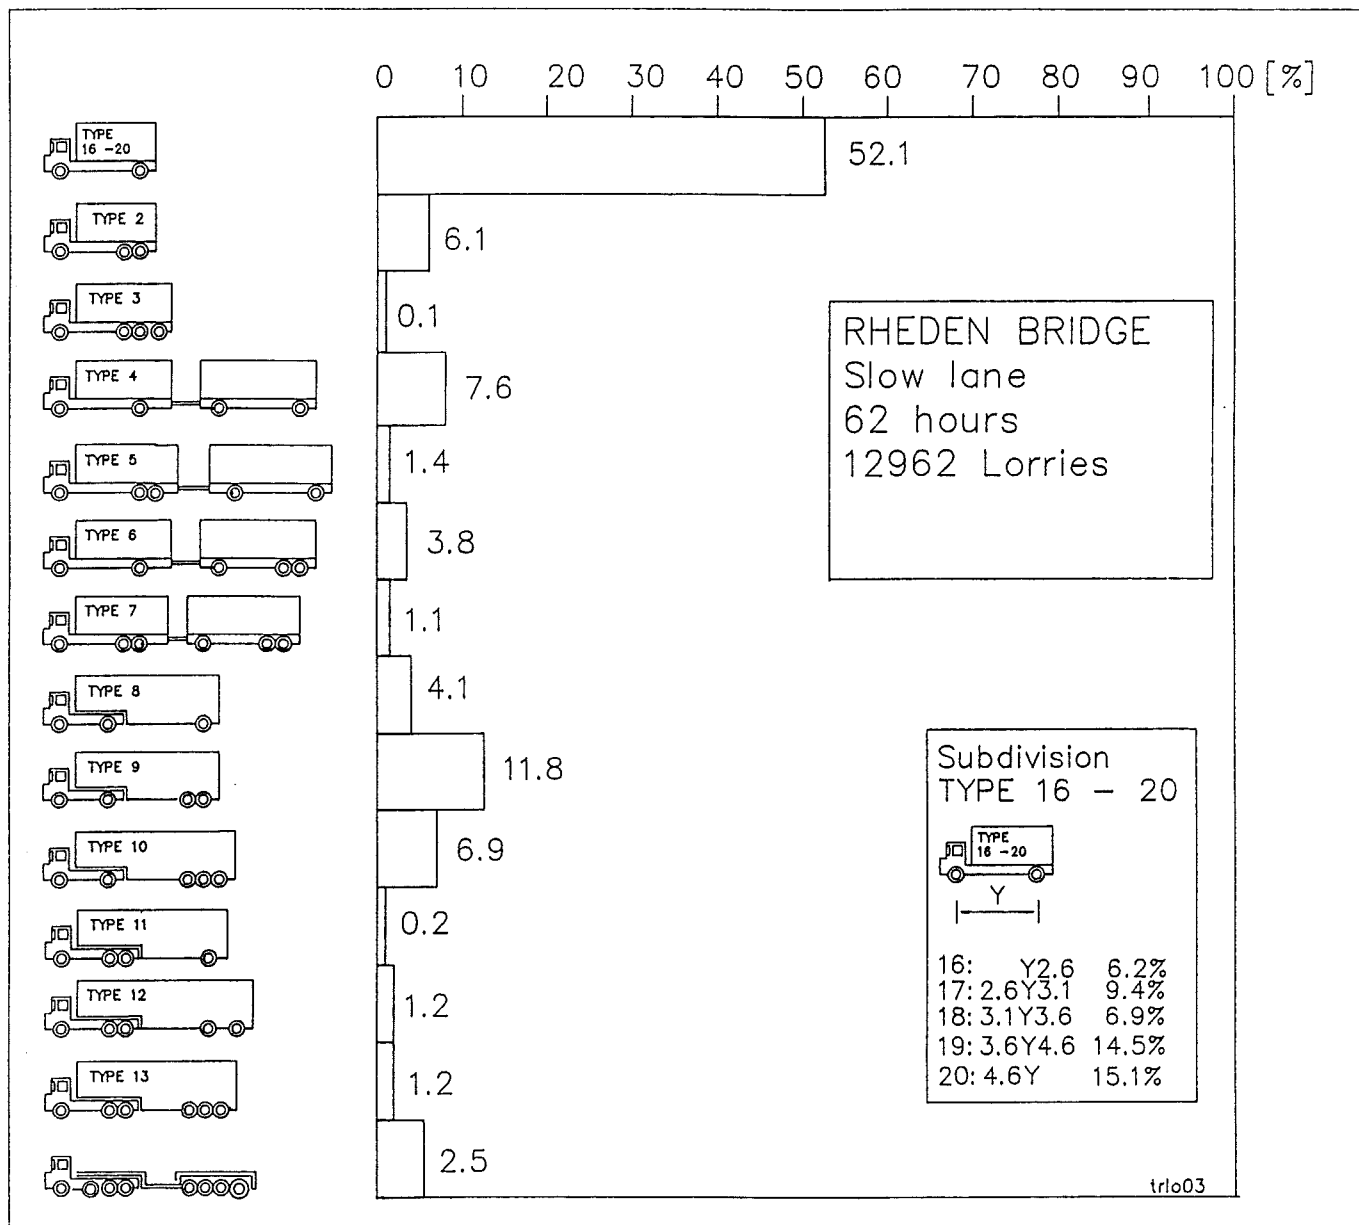 0 10 20 30 40 50 60 70 80 90 100 [%]
TYPE
16 -20
52.1
TYPE 2
6.1
TYPE 3
0.1
TYPE 4
7.6
TYPE 5
1.4
TYPE 6
3.8
TYPE 7
1.1
TYPE 8
4.1
TYPE 9
11.8
TYPE 10
6.9
TYPE 11
0.2
TYPE 12
1.2
TYPE 13
1.2
2.5
RHEDEN BRIDGE
Slow lane
62 hours
12962 Lorries
Subdivision
TYPE 16 - 20
TYPE
16 -20
Y
16: Y2.6 6.2%
17: 2.6Y3.1 9.4%
18: 3.1Y3.6 6.9%
19: 3.6Y4.6 14.5%
20: 4.6Y 15.1%
trlo03